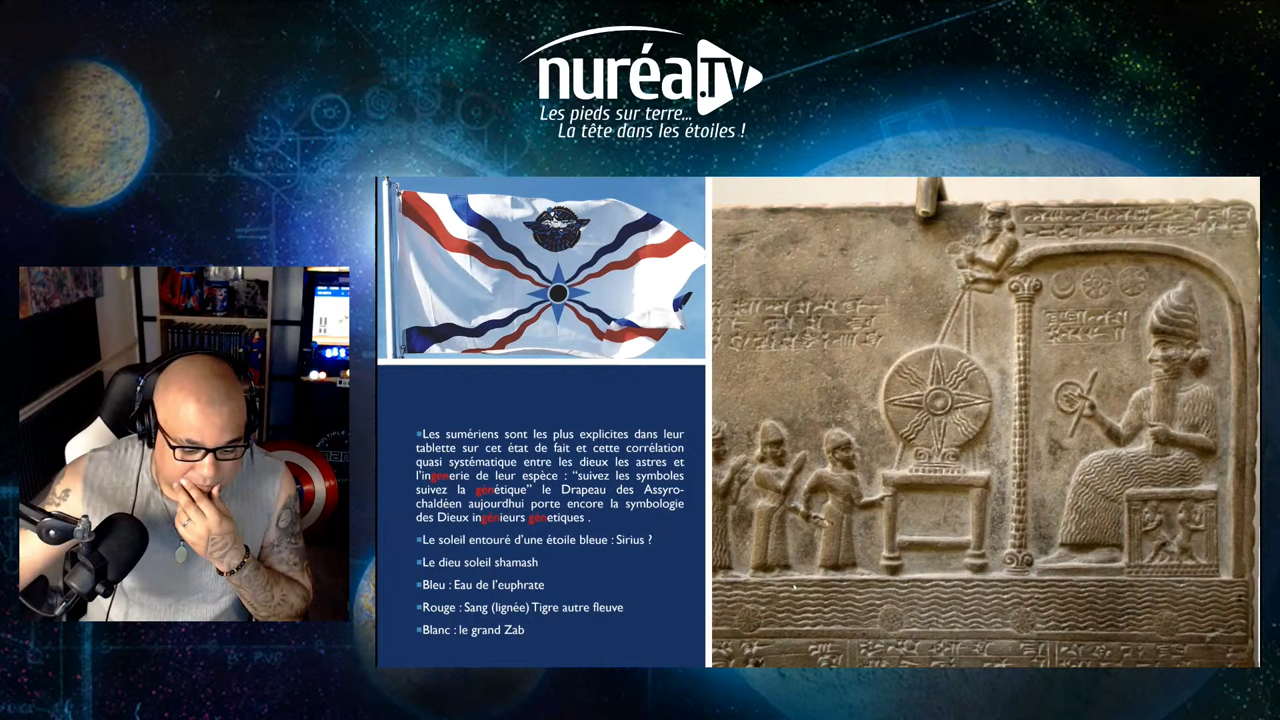 nuréa.TV
Les pieds sur terre...
La tête dans les étoiles !
Les sumériens sont les plus explicites dans leur
tablette sur cet état de fait et cette corrélation
quasi systématique entre les dieux les astres et
l'ingenerie de leur espèce : “suivez les symboles
suivez la génétique” le Drapeau des Assyro-
chaldéen aujourdhui porte encore la symbologie
des Dieux ingénieurs génetiques .
Le soleil entouré d'une étoile bleue : Sirius ?
Le dieu soleil shamash
Bleu : Eau de l'euphrate
Rouge : Sang (lignée) Tigre autre fleuve
Blanc : le grand Zab